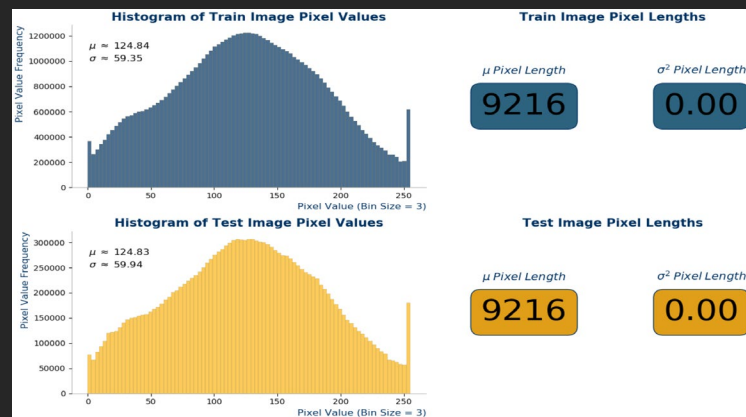 Histogram of Train Image Pixel Values
Train Image Pixel Lengths
Pixel Value Frequency
1200000
1000000
800000
600000
400000
200000
0
μ ≈ 124.84
σ ≈ 59.35
0 50 100 150 200 250
Pixel Value (Bin Size = 3)
μ Pixel Length
σ² Pixel Length
9216
0.00
Histogram of Test Image Pixel Values
Test Image Pixel Lengths
Pixel Value Frequency
300000
250000
200000
150000
100000
50000
0
μ ≈ 124.83
σ ≈ 59.94
0 50 100 150 200 250
Pixel Value (Bin Size = 3)
μ Pixel Length
σ² Pixel Length
9216
0.00